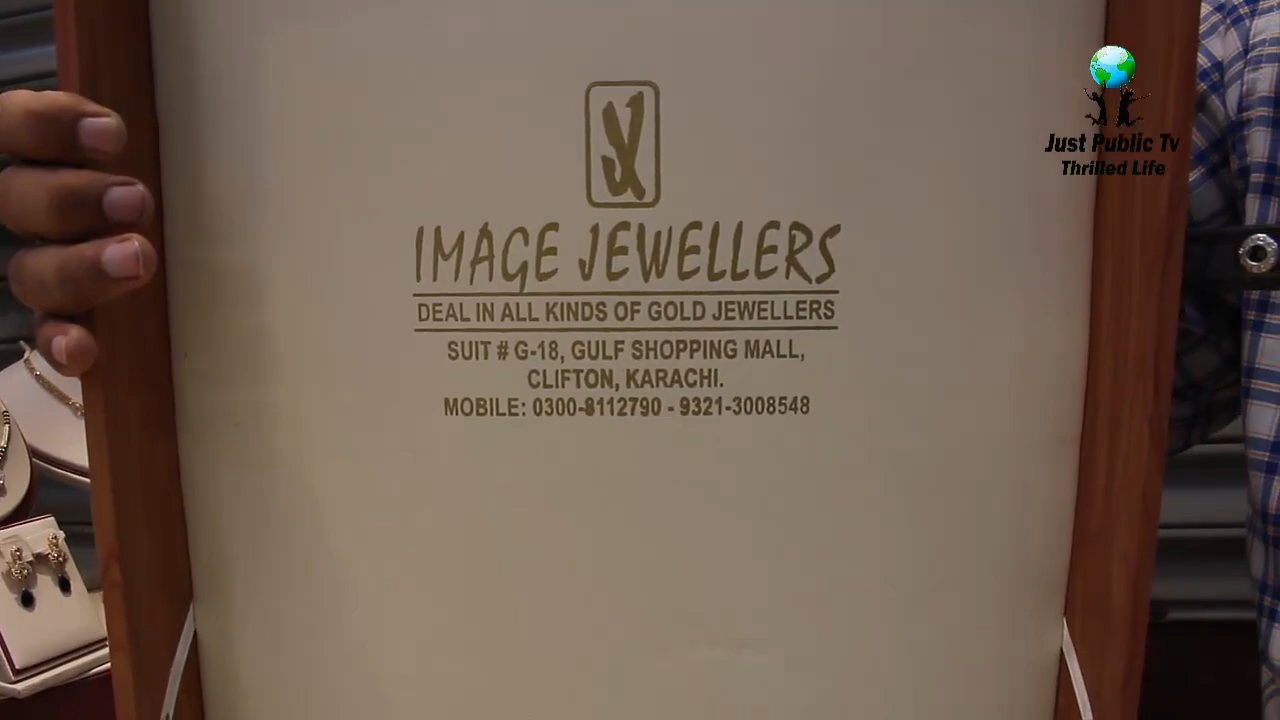 IMAGE JEWELLERS
DEAL IN ALL KINDS OF GOLD JEWELLERS
SUIT # G-18, GULF SHOPPING MALL,
CLIFTON, KARACHI.
MOBILE: 0300-8112790 - 9321-3008548
Just Public Tv
Thrilled Life